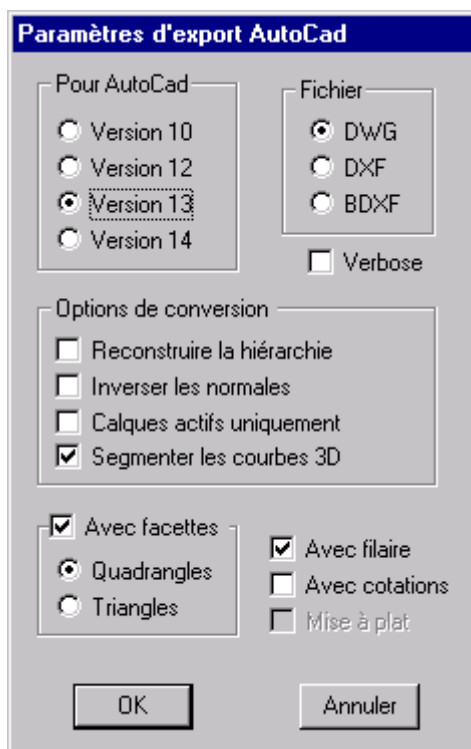 Paramètres d'export AutoCad
Pour AutoCad
Version 10
Version 12
Version 13
Version 14
Fichier
DWG
DXF
BDXF
Verbose
Options de conversion
Reconstruire la hiérarchie
Inverser les normales
Calques actifs uniquement
Segmenter les courbes 3D
Avec facettes
Quadrangles
Triangles
Avec filaire
Avec cotations
Mise à plat
OK
Annuler